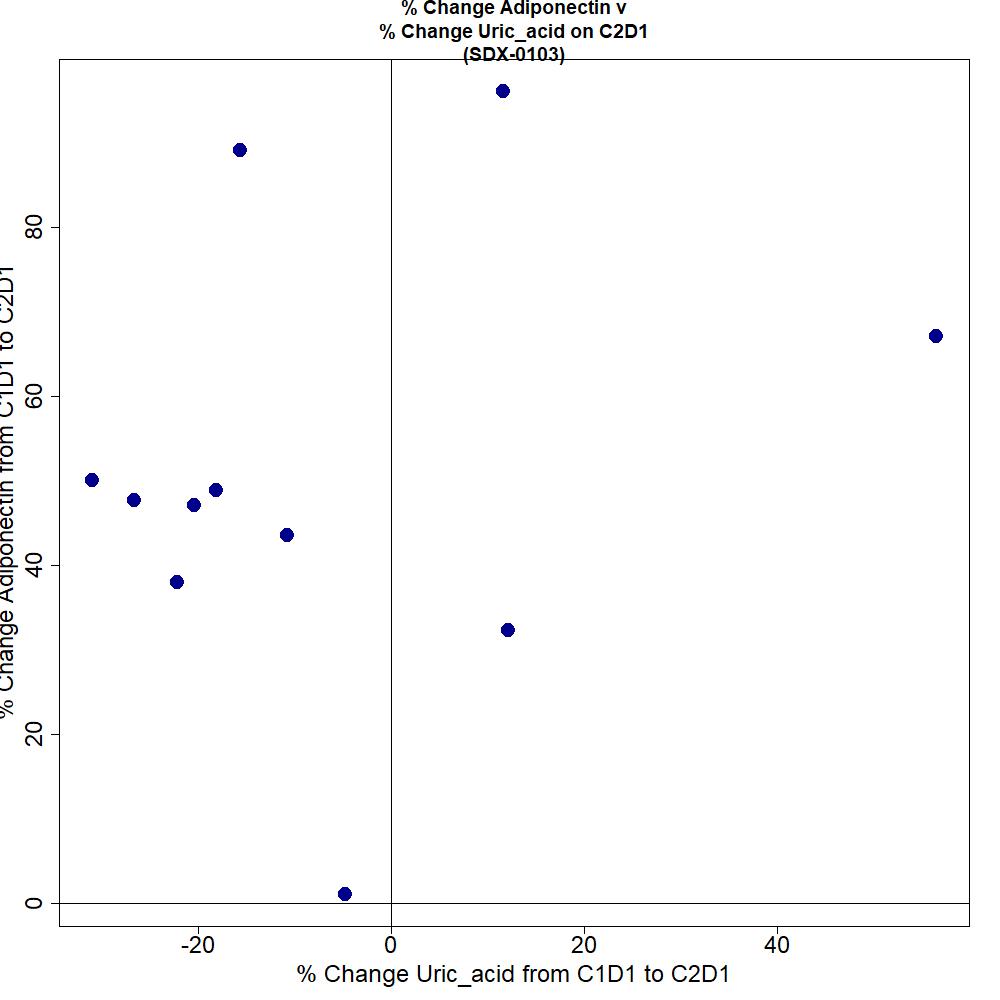 % Change Adiponectin v
% Change Uric_acid on C2D1
(SDX-0103)
% Change Adiponectin from C1D1 to C2D1
80
60
40
20
0
-20 0 20 40
% Change Uric_acid from C1D1 to C2D1